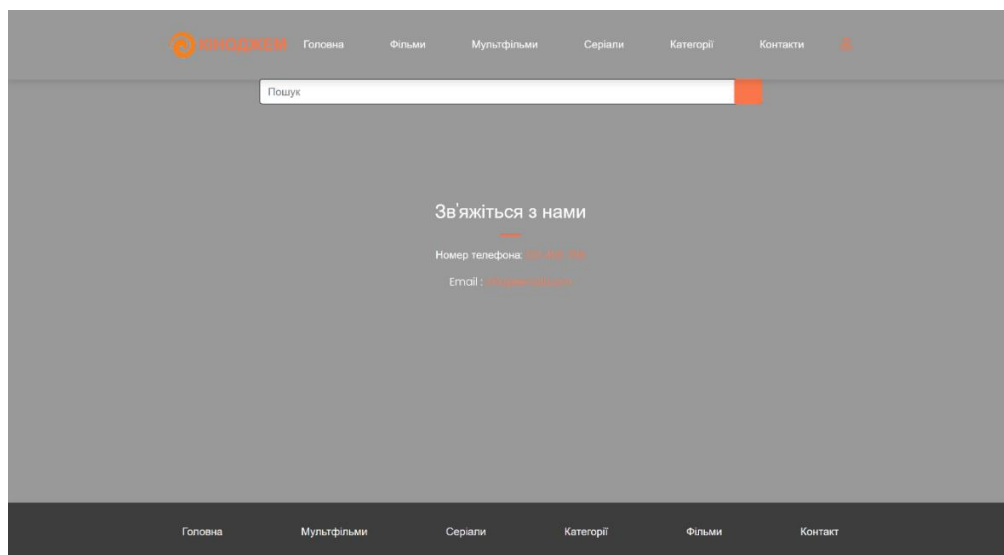 КІНОДЖЕМ Головна Фільми Мультфільми Серіали Категорії Контакти
Пошук
Зв'яжіться з нами
Номер телефона:
Email :
Головна Мультфільми Серіали Категорії Фільми Контакт